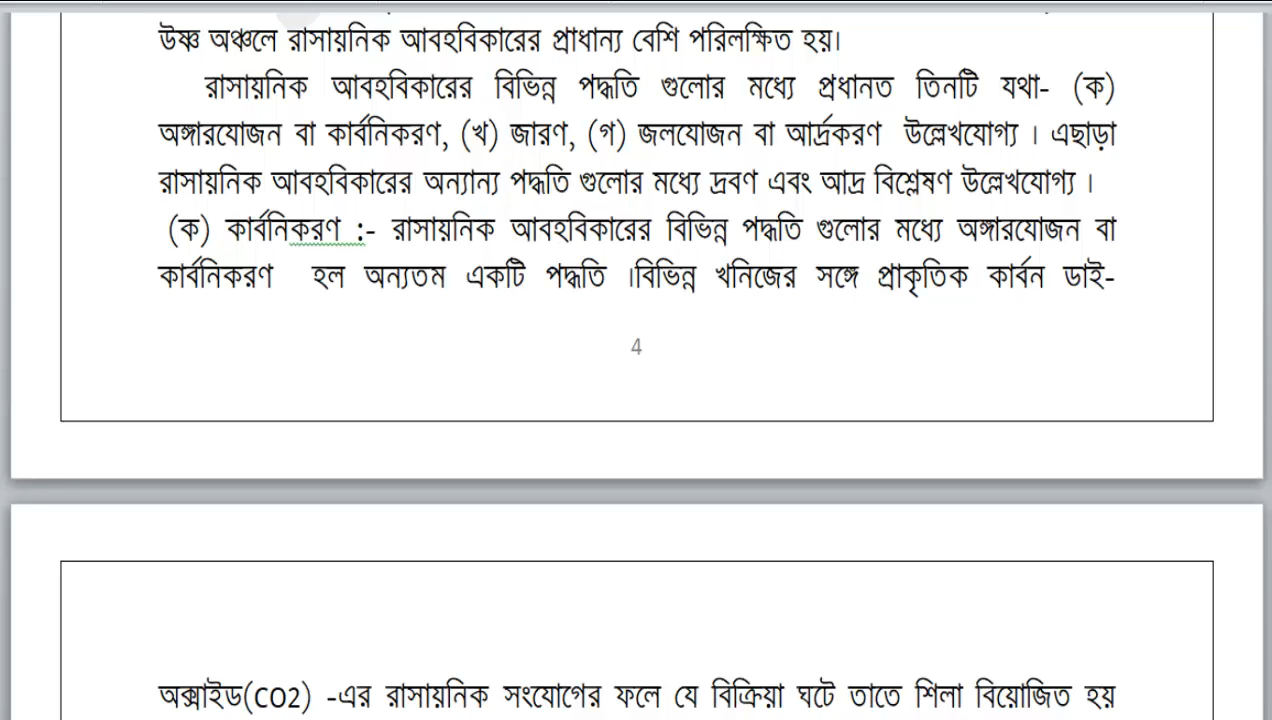 উষ্ণ অঞ্চলে রাসায়নিক আবহবিকারের প্রাধান্য বেশি পরিলক্ষিত হয়।
রাসায়নিক আবহবিকারের বিভিন্ন পদ্ধতি গুলোর মধ্যে প্রধানত তিনটি যথা- (ক)
অঙ্গারযোজন বা কার্বনিকরণ, (খ) জারণ, (গ) জলযোজন বা আর্দ্রকরণ উল্লেখযোগ্য । এছাড়া
রাসায়নিক আবহবিকারের অন্যান্য পদ্ধতি গুলোর মধ্যে দ্রবণ এবং আদ্র বিশ্লেষণ উল্লেখযোগ্য ।
(ক) কার্বনিকরণ :- রাসায়নিক আবহবিকারের বিভিন্ন পদ্ধতি গুলোর মধ্যে অঙ্গারযোজন বা
কার্বনিকরণ হল অন্যতম একটি পদ্ধতি ।বিভিন্ন খনিজের সঙ্গে প্রাকৃতিক কার্বন ডাই-
4
অক্সাইড(CO2) -এর রাসায়নিক সংযোগের ফলে যে বিক্রিয়া ঘটে তাতে শিলা বিয়োজিত হয়